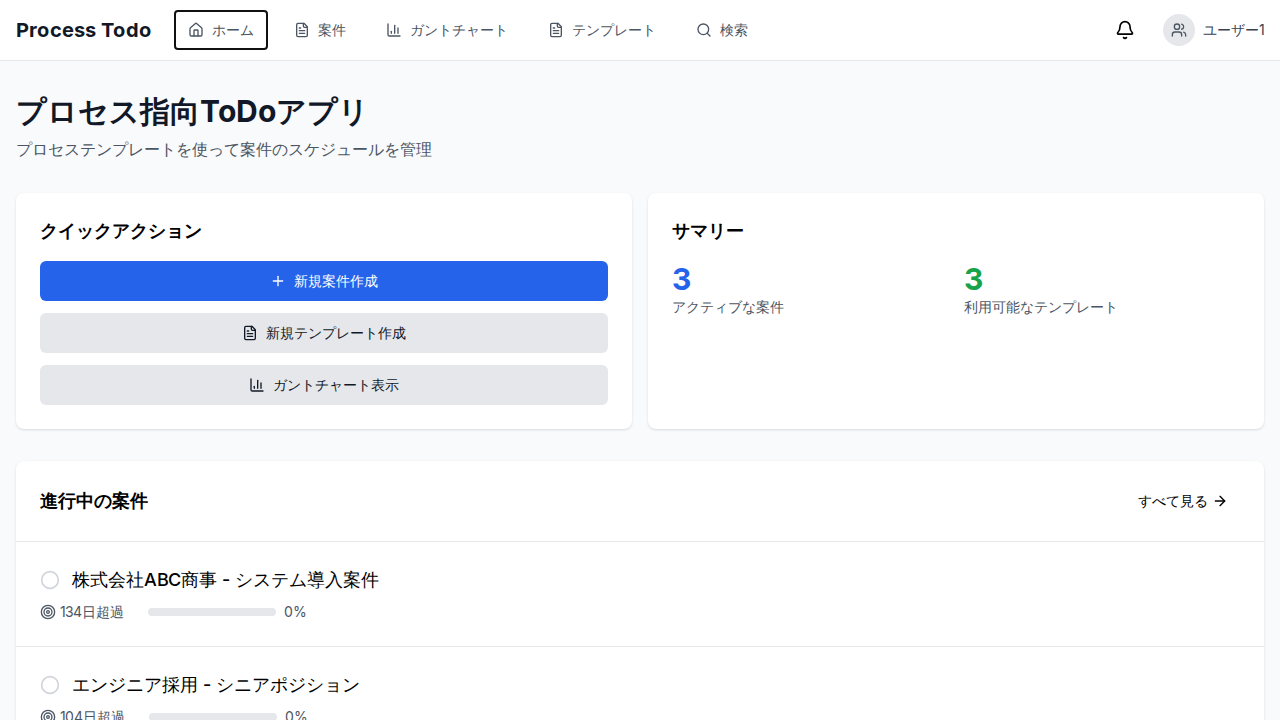 Process Todo ホーム 案件 ガントチャート テンプレート 検索 ユーザー1
プロセス指向ToDoアプリ
プロセステンプレートを使って案件のスケジュールを管理
クイックアクション
新規案件作成
新規テンプレート作成
ガントチャート表示
サマリー
3
アクティブな案件
3
利用可能なテンプレート
進行中の案件
すべて見る
株式会社ABC商事 - システム導入案件
134日超過 0%
エンジニア採用 - シニアポジション
104日超過 0%